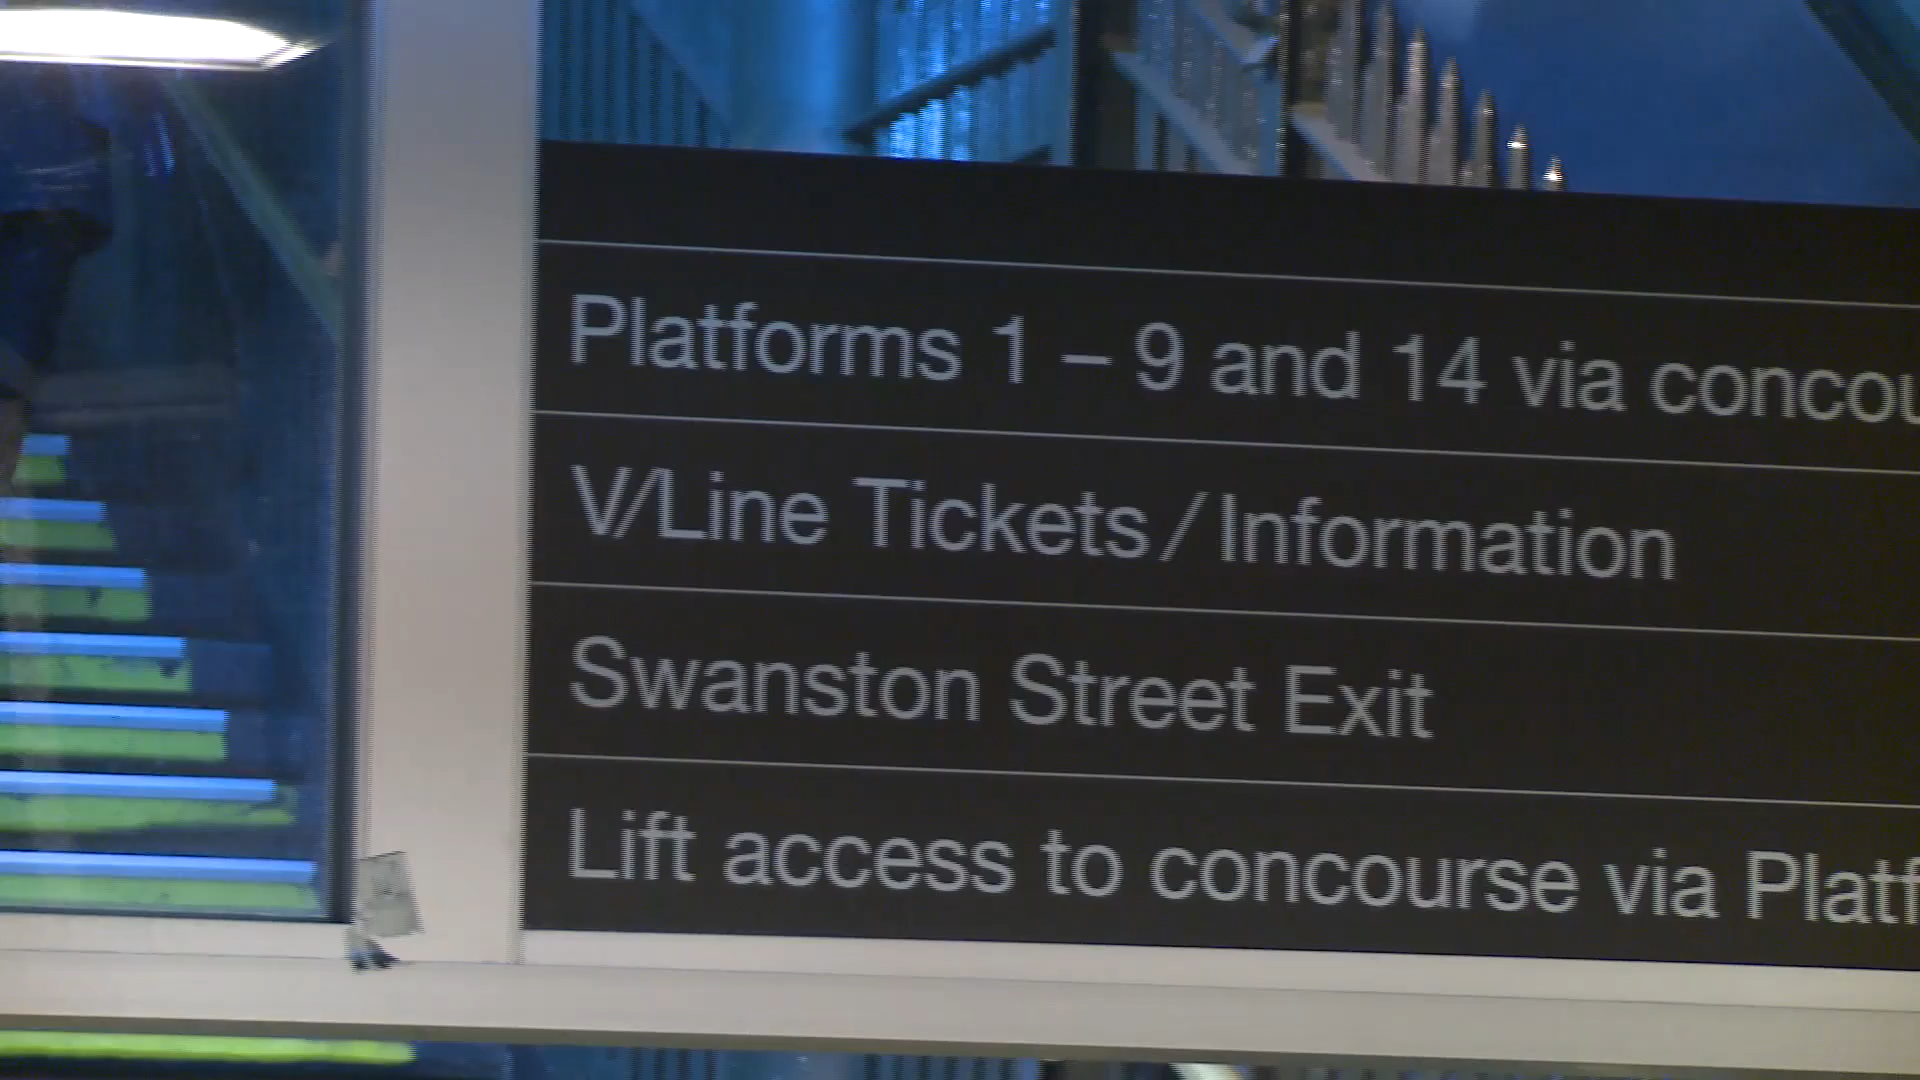 Platforms 1 – 9 and 14 via concou
V/Line Tickets / Information
Swanston Street Exit
Lift access to concourse via Platf